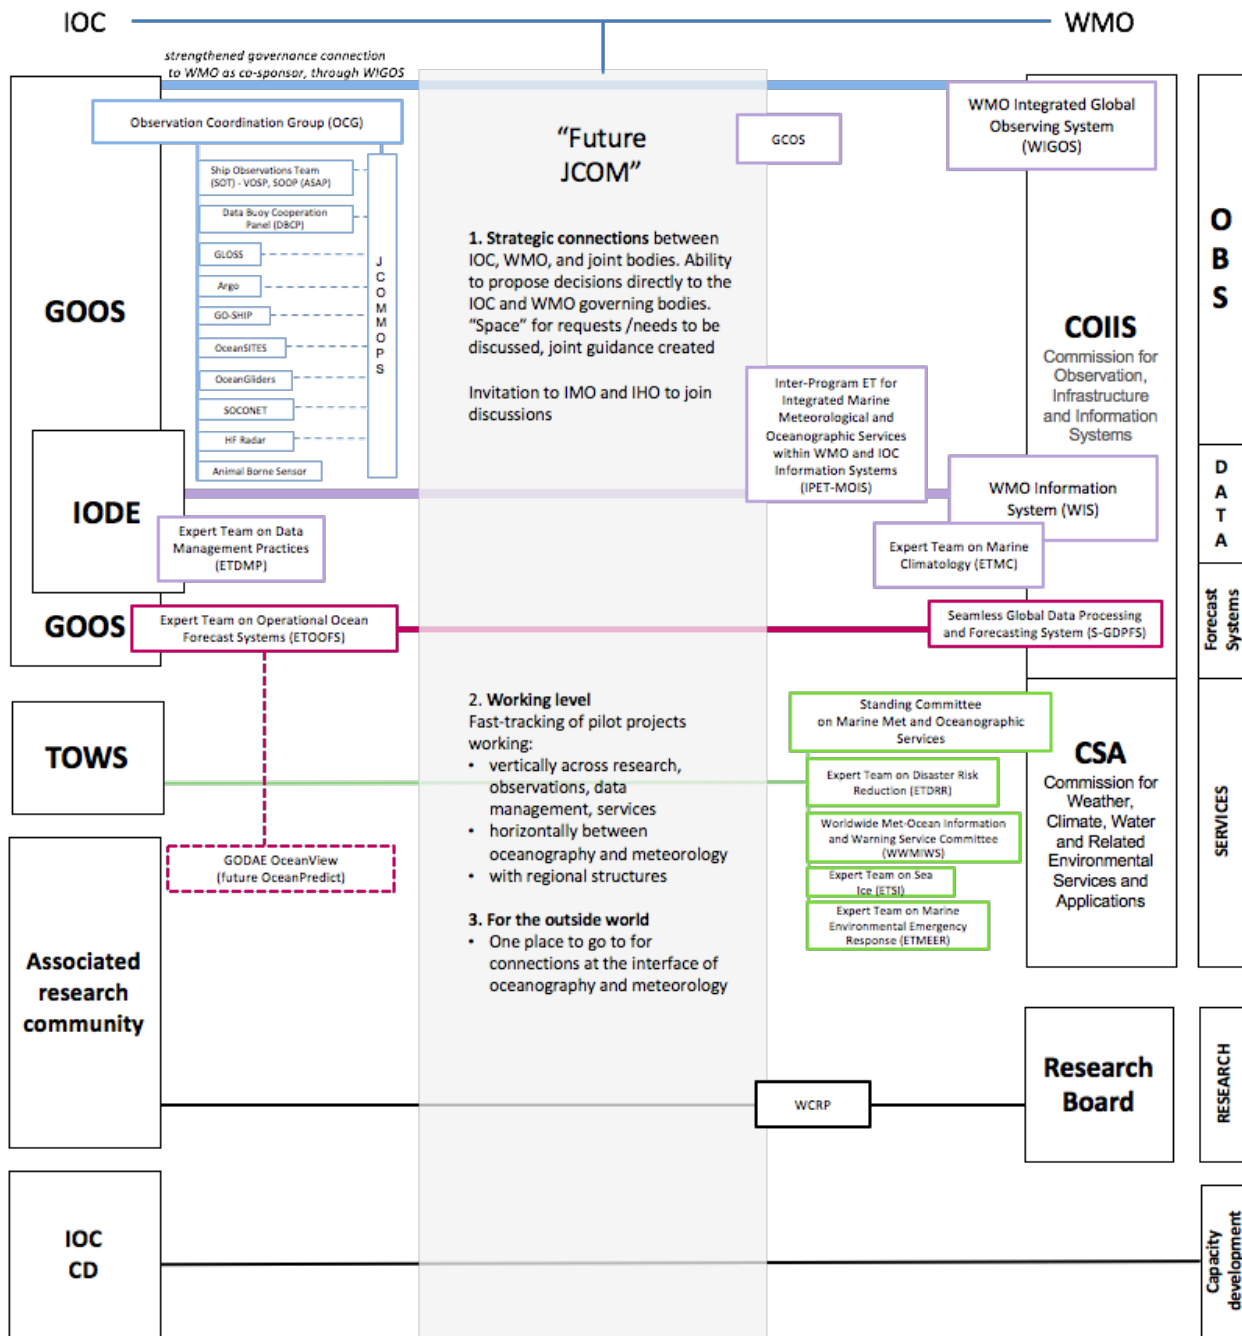 IOC
WMO
strengthened governance connection
to WMO as co-sponsor, through WIGOS
GOOS
Observation Coordination Group (OCG)
Ship Observations Team
(SOT) - VOSP, SOOP (ASAP)
Data Buoy Cooperation
Panel (DBCP)
GLOSS
Argo
GO-SHIP
OceanSITES
OceanGliders
SOCONET
HF Radar
Animal Borne Sensor
J
C
O
M
M
O
P
S
"Future
JCOM"
1. Strategic connections between
IOC, WMO, and joint bodies. Ability
to propose decisions directly to the
IOC and WMO governing bodies.
"Space" for requests /needs to be
discussed, joint guidance created
Invitation to IMO and IHO to join
discussions
GCOS
WMO Integrated Global
Observing System
(WIGOS)
COIIS
Commission for
Observation,
Infrastructure
and Information
Systems
O
B
S
Inter-Program ET for
Integrated Marine
Meteorological and
Oceanographic Services
within WMO and IOC
Information Systems
(IPET-MOIS)
IODE
Expert Team on Data
Management Practices
(ETDMP)
WMO Information
System (WIS)
Expert Team on Marine
Climatology (ETMC)
D
A
T
A
GOOS
Expert Team on Operational Ocean
Forecast Systems (ETOOFS)
Seamless Global Data Processing
and Forecasting System (S-GDPFS)
Forecast
Systems
TOWS
2. Working level
Fast-tracking of pilot projects
working:
• vertically across research,
observations, data
management, services
• horizontally between
oceanography and meteorology
• with regional structures
3. For the outside world
• One place to go to for
connections at the interface of
oceanography and meteorology
Standing Committee
on Marine Met and Oceanographic
Services
Expert Team on Disaster Risk
Reduction (ETDRR)
Worldwide Met-Ocean Information
and Warning Service Committee
(WWMIWS)
Expert Team on Sea
Ice (ETSI)
Expert Team on Marine
Environmental Emergency
Response (ETMEER)
CSA
Commission for
Weather,
Climate, Water
and Related
Environmental
Services and
Applications
SERVICES
GODAE OceanView
(future OceanPredict)
Associated
research
community
WCRP
Research
Board
RESEARCH
IOC
CD
Capacity
development